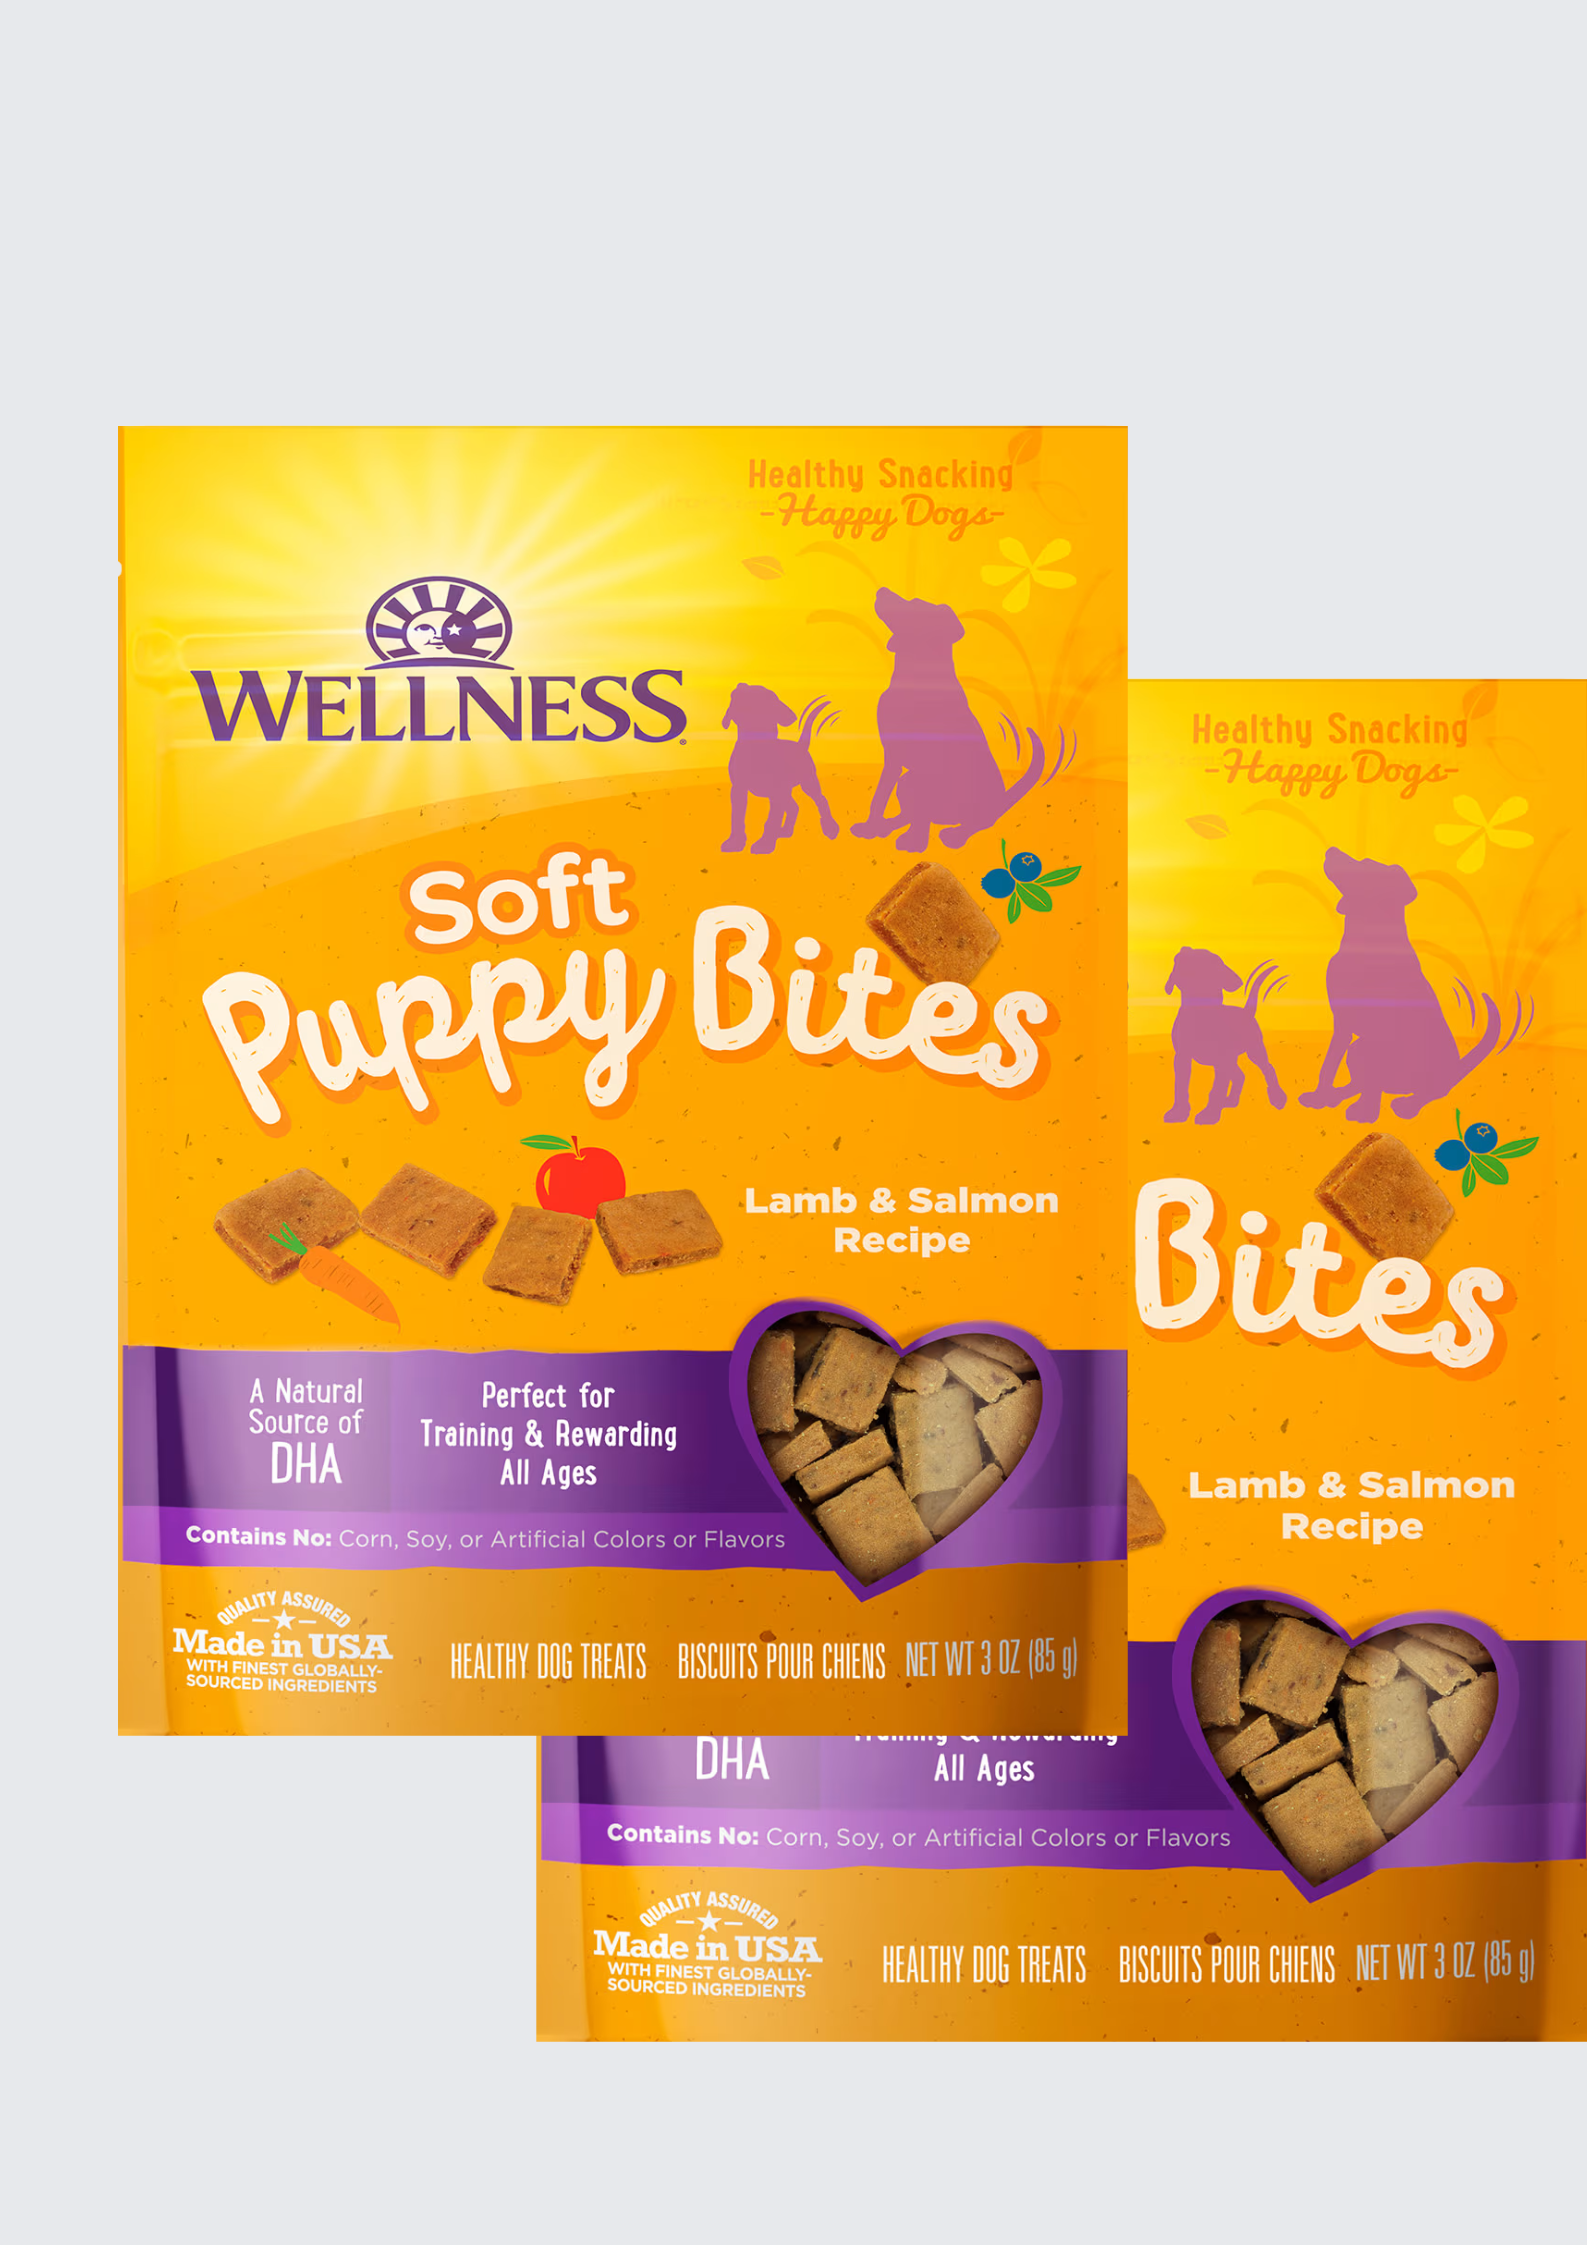 Healthy Snacking
-Happy Dogs-
WELLNESS
Soft
Puppy Bites
Lamb & Salmon
Recipe
A Natural
Source of
DHA
Perfect for
Training & Rewarding
All Ages
Contains No: Corn, Soy, or Artificial Colors or Flavors
QUALITY ASSURED
Made in USA
WITH FINEST GLOBALLY-
SOURCED INGREDIENTS
HEALTHY DOG TREATS BISCUITS POUR CHIENS NET WT 3 OZ (85 g)
Healthy Snacking
-Happy Dogs-
Bites
Lamb & Salmon
Recipe
DHA
Training & Rewarding
All Ages
Contains No: Corn, Soy, or Artificial Colors or Flavors
QUALITY ASSURED
Made in USA
WITH FINEST GLOBALLY-
SOURCED INGREDIENTS
HEALTHY DOG TREATS BISCUITS POUR CHIENS NET WT 3 OZ (85 g)